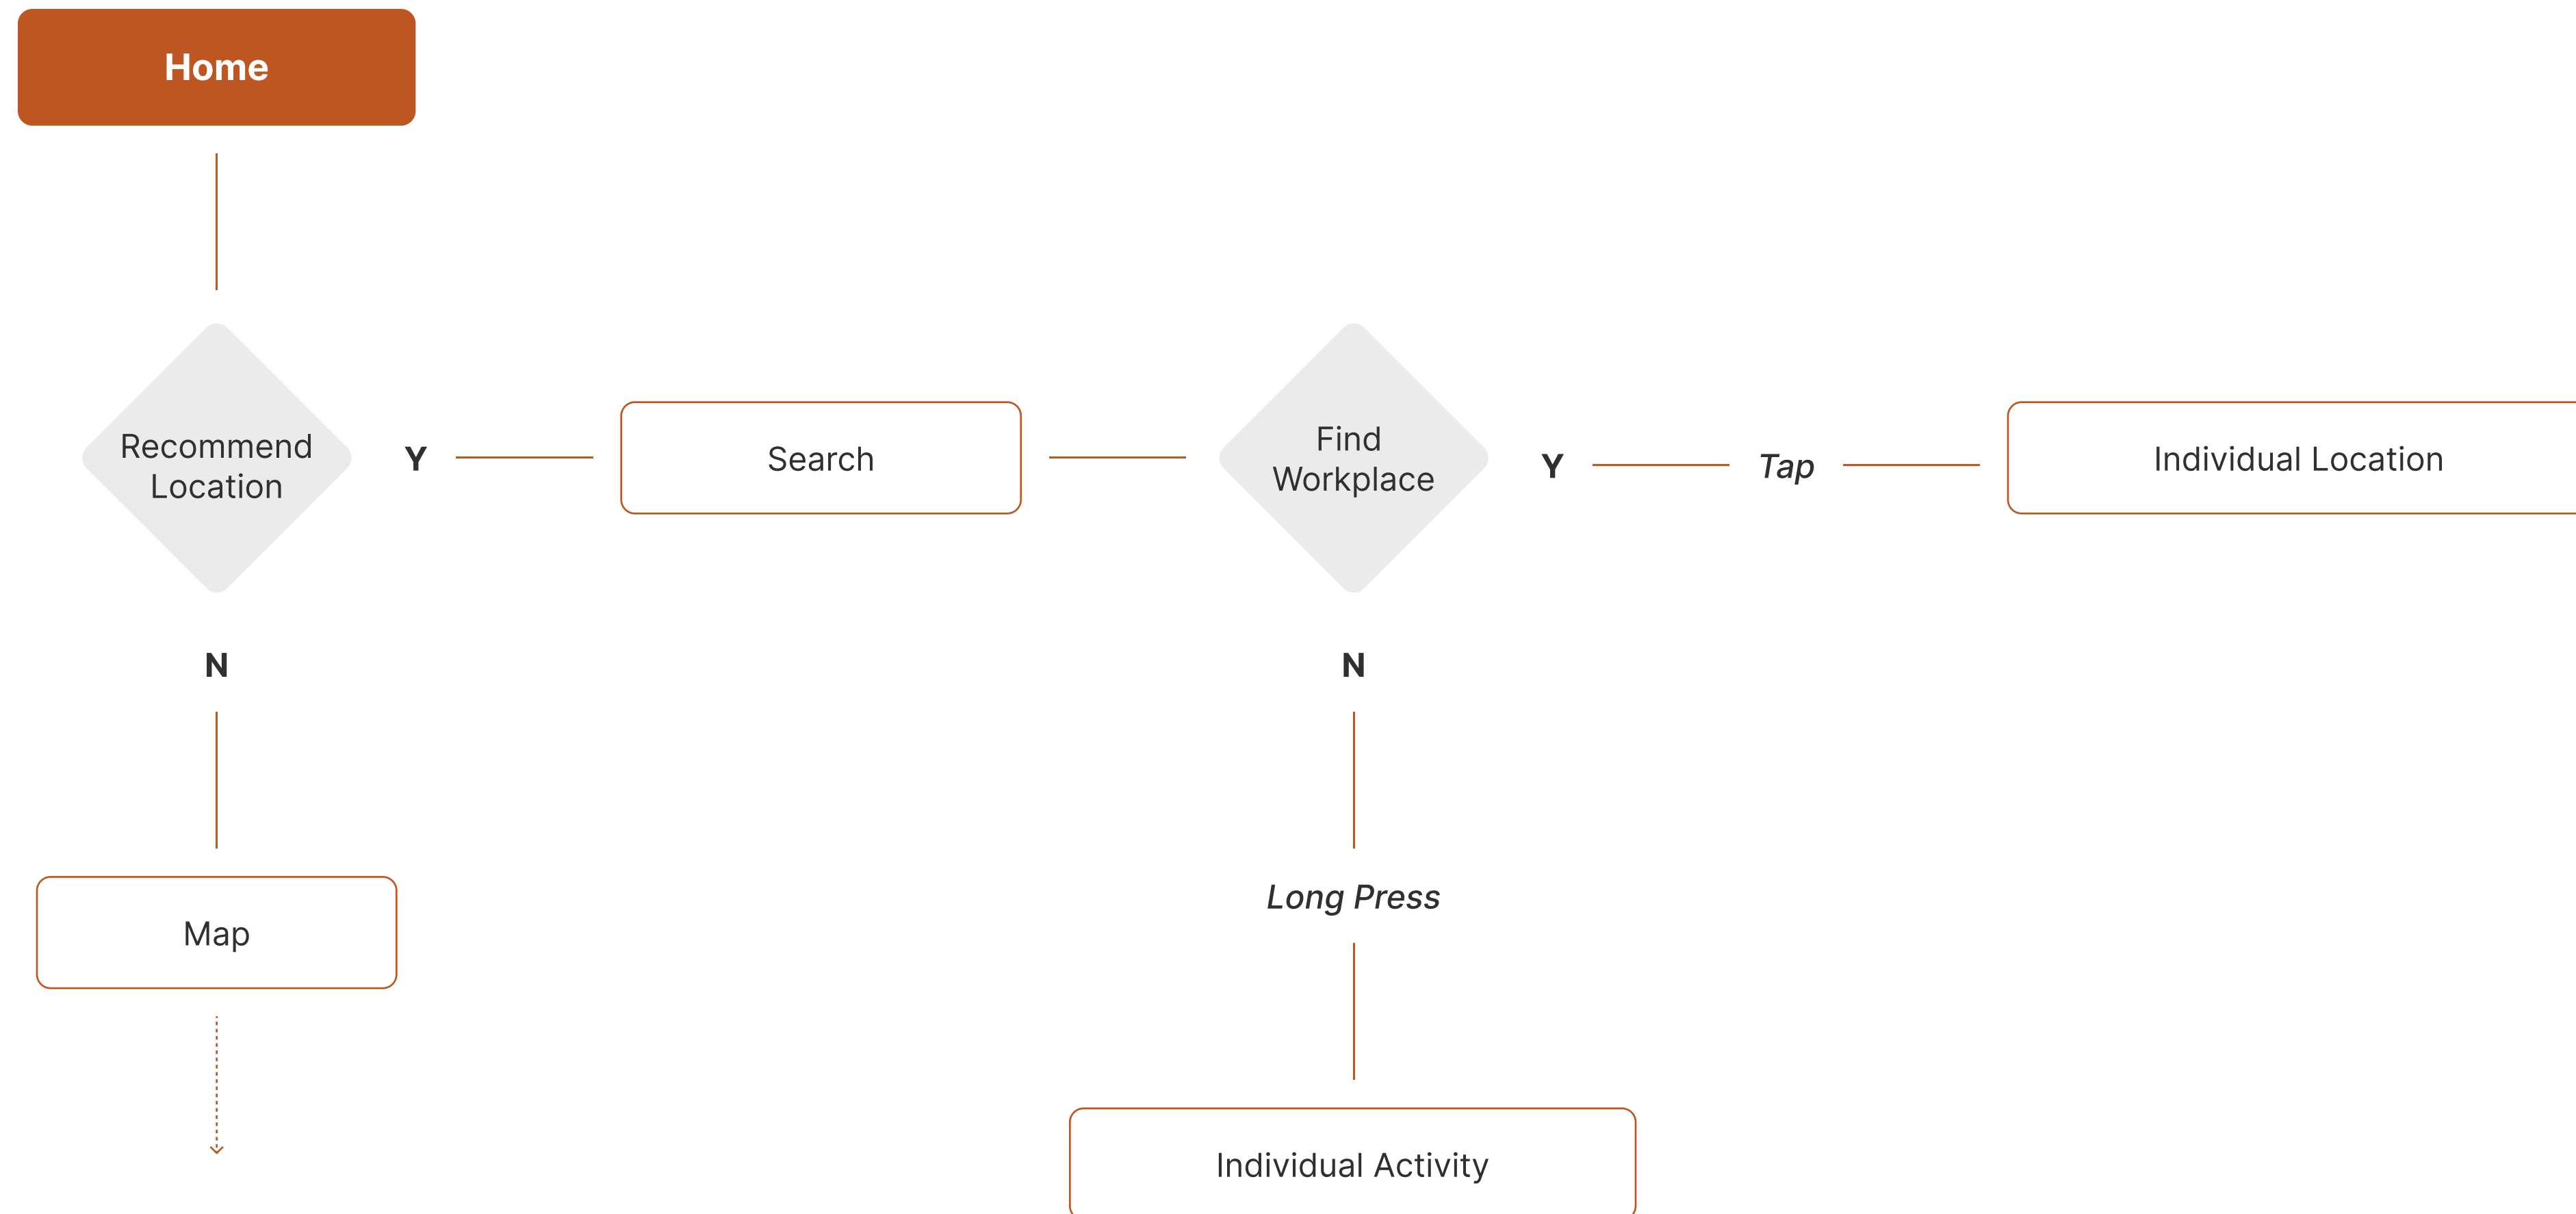 Home
Recommend
Location
Y
Search
Find
Workplace
Y
Tap
Individual Location
N
N
Long Press
Map
Individual Activity